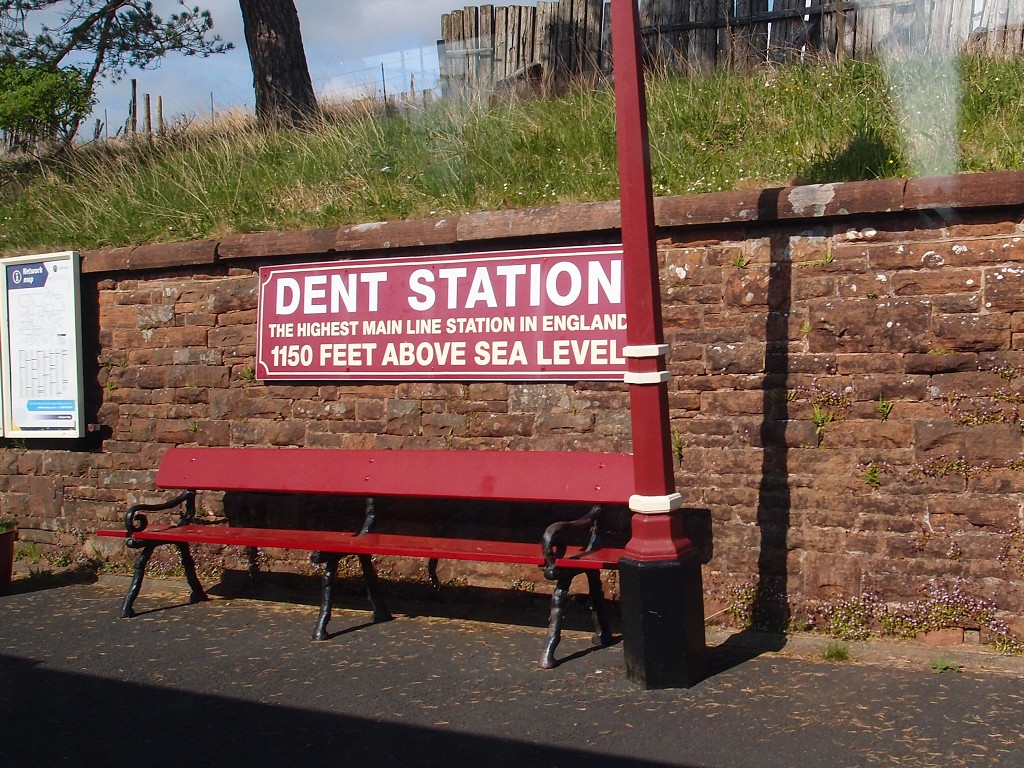 i Network
map
DENT STATION
THE HIGHEST MAIN LINE STATION IN ENGLAND
1150 FEET ABOVE SEA LEVEL